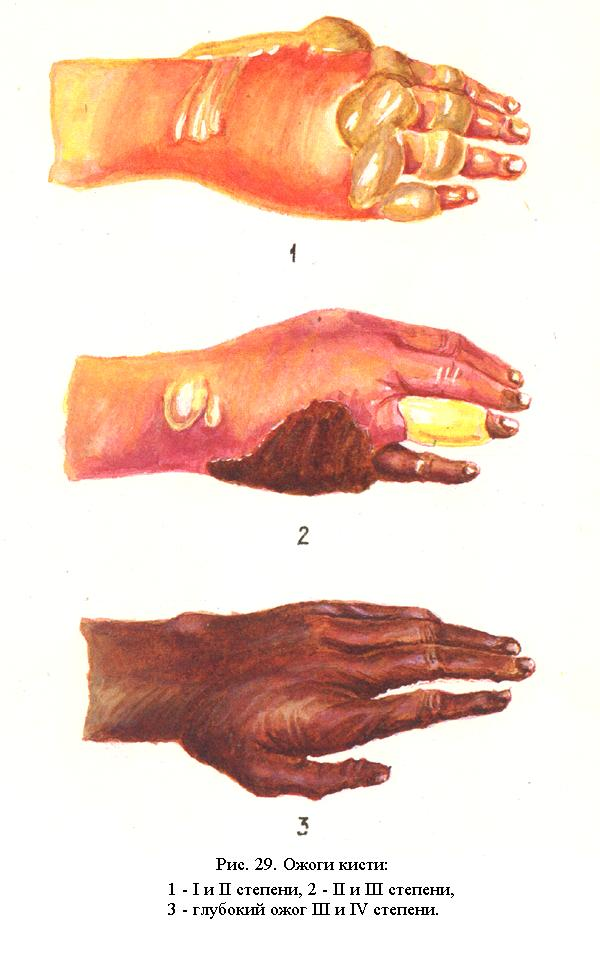 1
2
3
Рис. 29. Ожоги кисти:
1 - I и II степени, 2 - II и III степени,
3 - глубокий ожог III и IV степени.